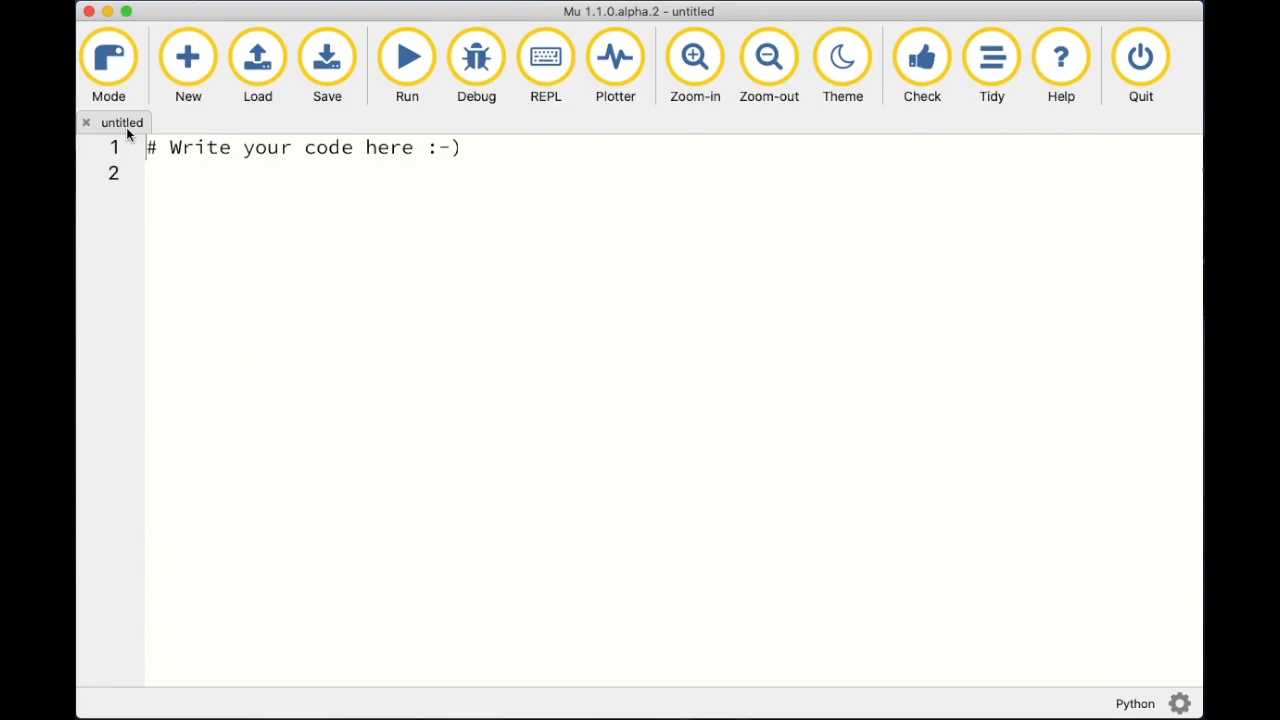 Mu 1.1.0.alpha.2 - untitled
Mode New Load Save Run Debug REPL Plotter Zoom-in Zoom-out Theme Check Tidy Help Quit
untitled
1 # Write your code here :-)
2
Python